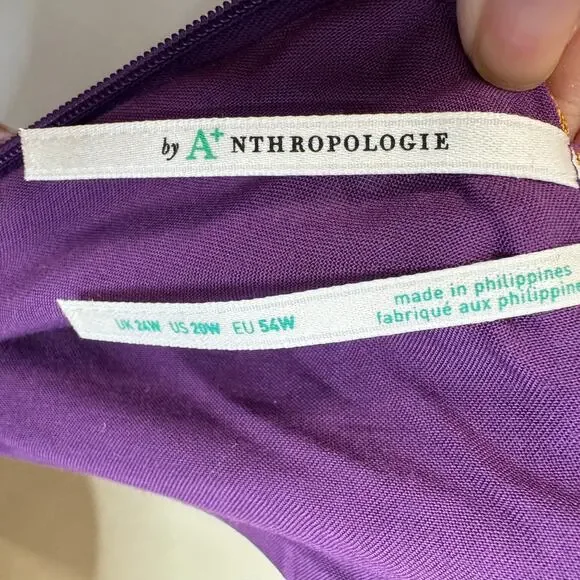 by A+NTHROPOLOGIE
UK 24W US 20W EU 54W
made in philippines
fabriqué aux philippine